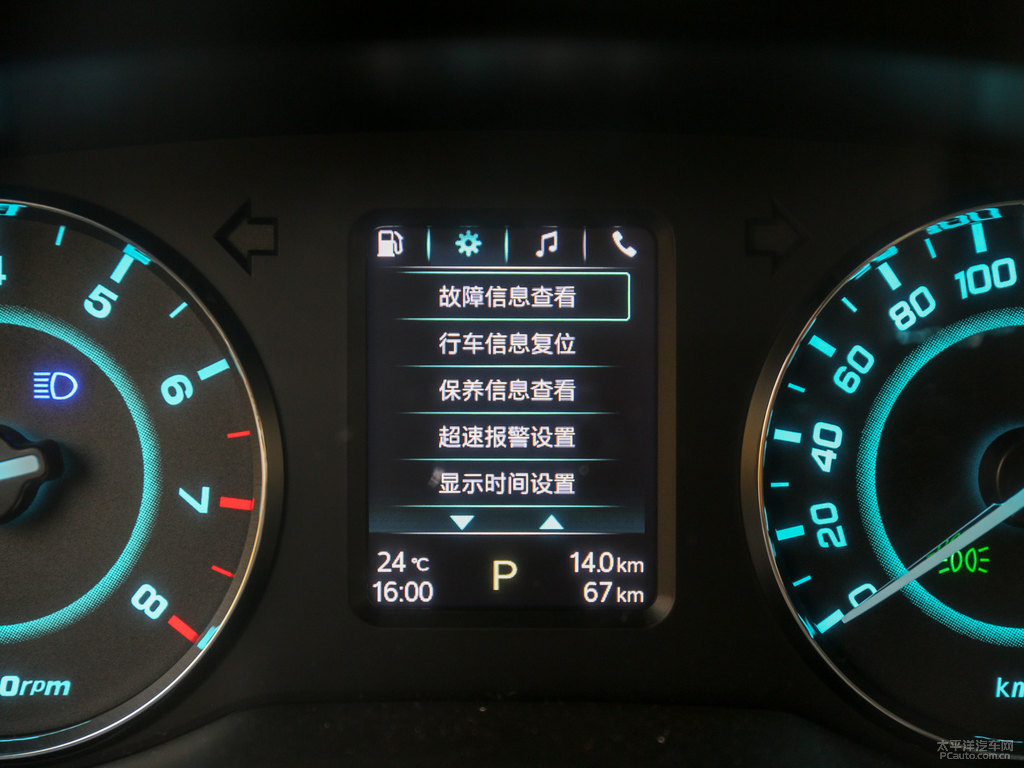 故障信息查看
行车信息复位
保养信息查看
超速报警设置
显示时间设置
24℃
P
14.0km
16:00
67km
5
6
7
8
0rpm
0
20
40
60
80
100
太平洋汽车网
PCauto.com.cn